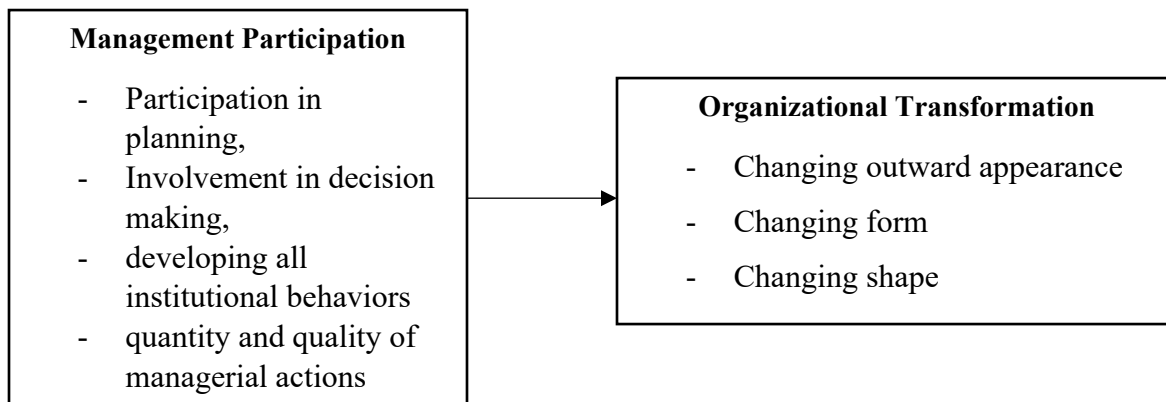 Management Participation
- Participation in
planning,
- Involvement in decision
making,
- developing all
institutional behaviors
- quantity and quality of
managerial actions
Organizational Transformation
- Changing outward appearance
- Changing form
- Changing shape